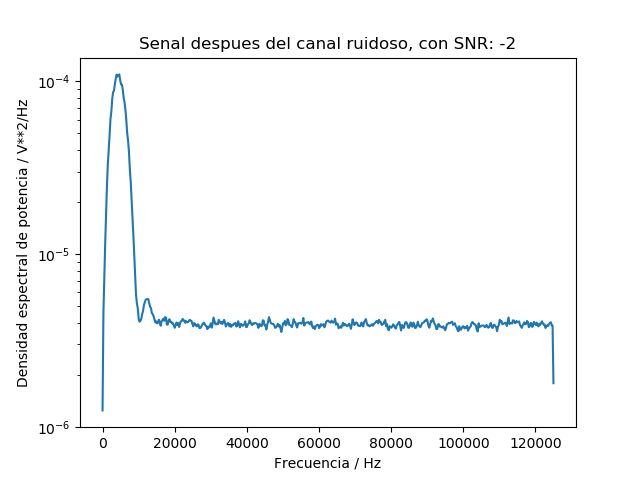 Senal despues del canal ruidoso, con SNR: -2
Densidad espectral de potencia / V**2/Hz
10⁻⁴
10⁻⁵
10⁻⁶
0 20000 40000 60000 80000 100000 120000
Frecuencia / Hz